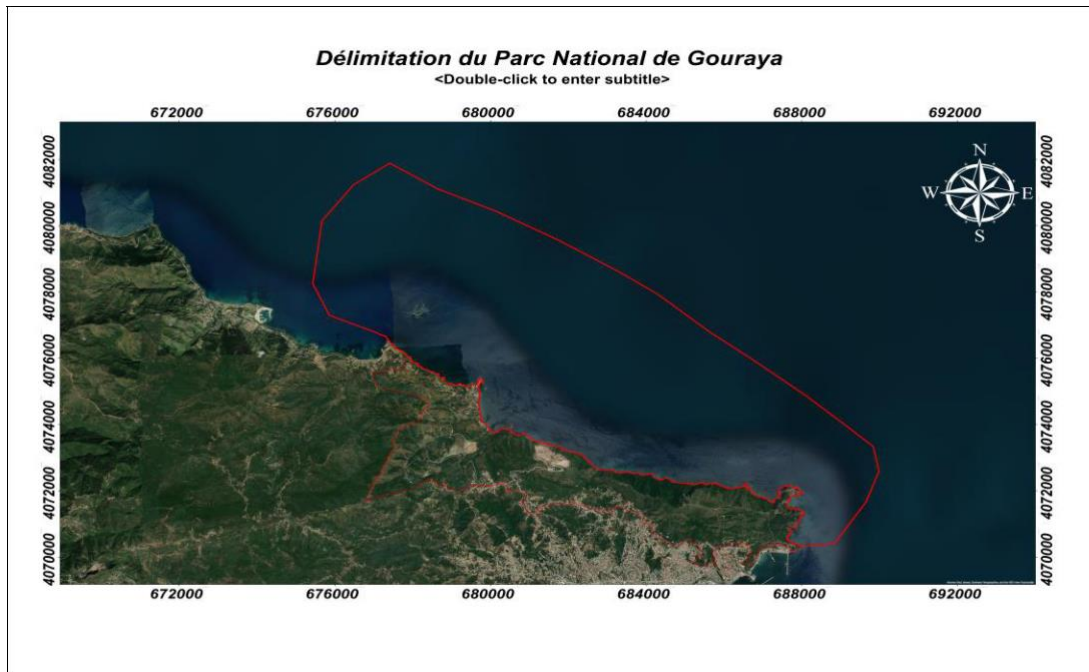 Délimitation du Parc National de Gouraya
<Double-click to enter subtitle>
672000 676000 680000 684000 688000 692000
N
W E
S
4082000 4082000
4080000 4080000
4078000 4078000
4076000 4076000
4074000 4074000
4072000 4072000
4070000 4070000
672000 676000 680000 684000 688000 692000